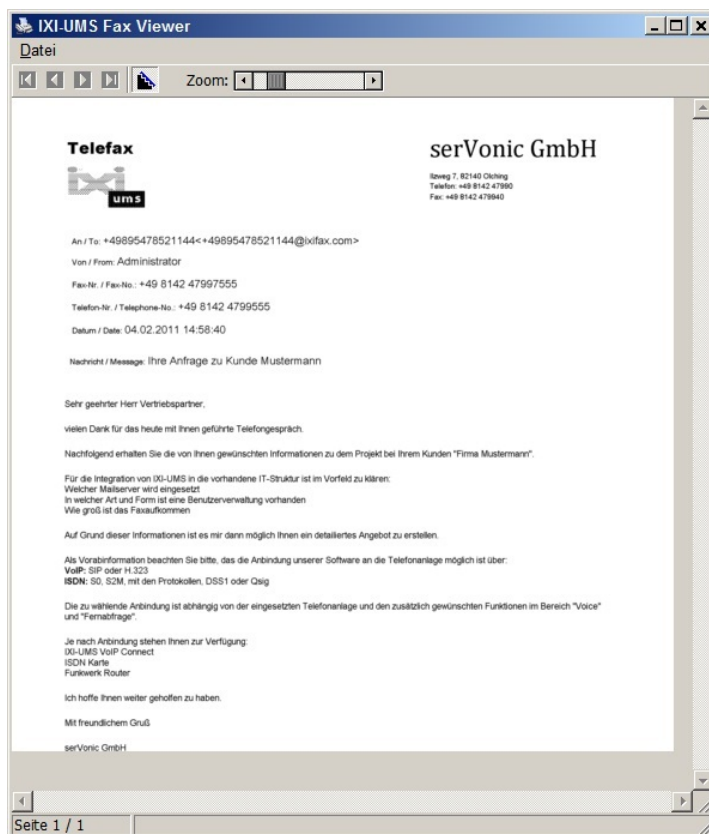 IXI-UMS Fax Viewer
Datei
Zoom:
Telefax
serVonic GmbH
ixi
ums
Ilzweg 7, 82140 Olching
Telefon: +49 8142 47990
Fax: +49 8142 479940
An / To: +49895478521144<+49895478521144@ixifax.com>
Von / From: Administrator
Fax-Nr. / Fax-No.: +49 8142 47997555
Telefon-Nr. / Telephone-No.: +49 8142 4799555
Datum / Date: 04.02.2011 14:58:40
Nachricht / Message: Ihre Anfrage zu Kunde Mustermann
Sehr geehrter Herr Vertriebspartner,
vielen Dank für das heute mit Ihnen geführte Telefongespräch.
Nachfolgend erhalten Sie die von Ihnen gewünschten Informationen zu dem Projekt bei Ihrem Kunden "Firma Mustermann".
Für die Integration von IXI-UMS in die vorhandene IT-Struktur ist im Vorfeld zu klären:
Welcher Mailserver wird eingesetzt
In welcher Art und Form ist eine Benutzerverwaltung vorhanden
Wie groß ist das Faxaufkommen
Auf Grund dieser Informationen ist es mir dann möglich Ihnen ein detailiertes Angebot zu erstellen.
Als Vorabinformation beachten Sie bitte, das die Anbindung unserer Software an die Telefonanlage möglich ist über:
VoIP: SIP oder H.323
ISDN: S0, S2M, mit den Protokollen, DSS1 oder Qsig
Die zu wählende Anbindung ist abhängig von der eingesetzten Telefonanlage und den zusätzlich gewünschten Funktionen im Bereich "Voice"
und "Fernabfrage".
Je nach Anbindung stehen Ihnen zur Verfügung:
IXI-UMS VoIP Connect
ISDN Karte
Funkwerk Router
Ich hoffe Ihnen weiter geholfen zu haben.
Mit freundlichem Gruß
serVonic GmbH
Seite 1 / 1